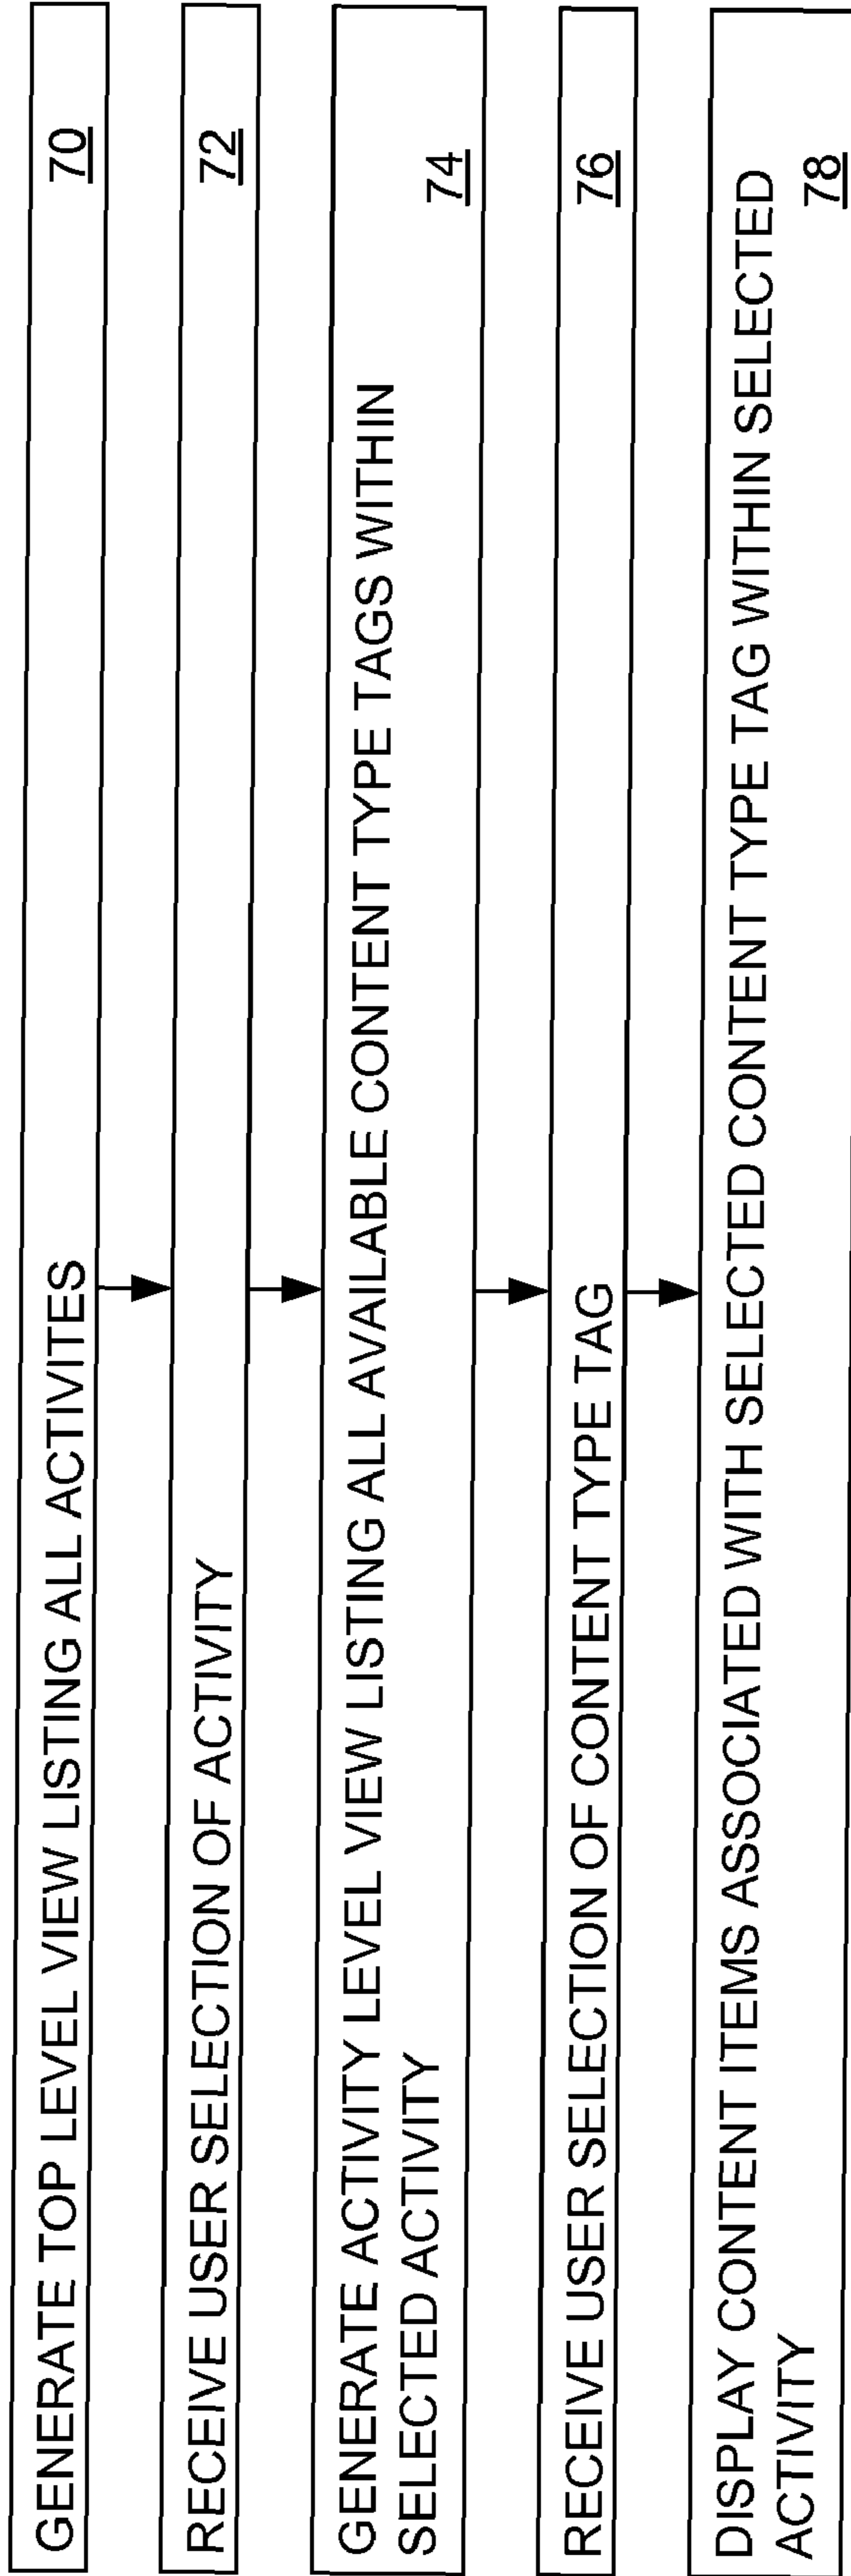 GENERATE TOP LEVEL VIEW LISTING ALL ACTIVITES
70
RECEIVE USER SELECTION OF ACTIVITY
72
GENERATE ACTIVITY LEVEL VIEW LISTING ALL AVAILABLE CONTENT TYPE TAGS WITHIN
SELECTED ACTIVITY
74
RECEIVE USER SELECTION OF CONTENT TYPE TAG
76
DISPLAY CONTENT ITEMS ASSOCIATED WITH SELECTED CONTENT TYPE TAG WITHIN SELECTED
ACTIVITY
78